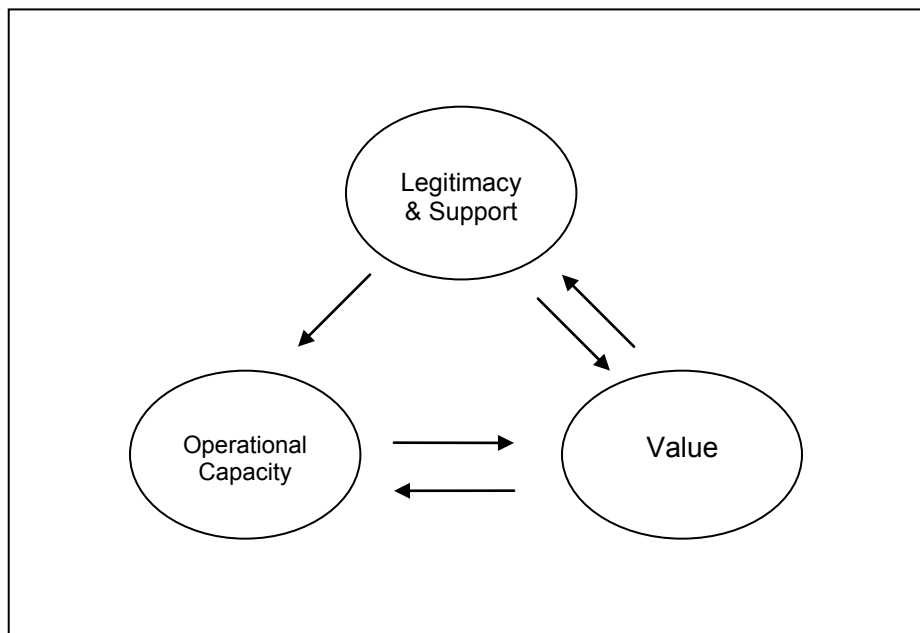 Legitimacy
& Support
Operational
Capacity
Value